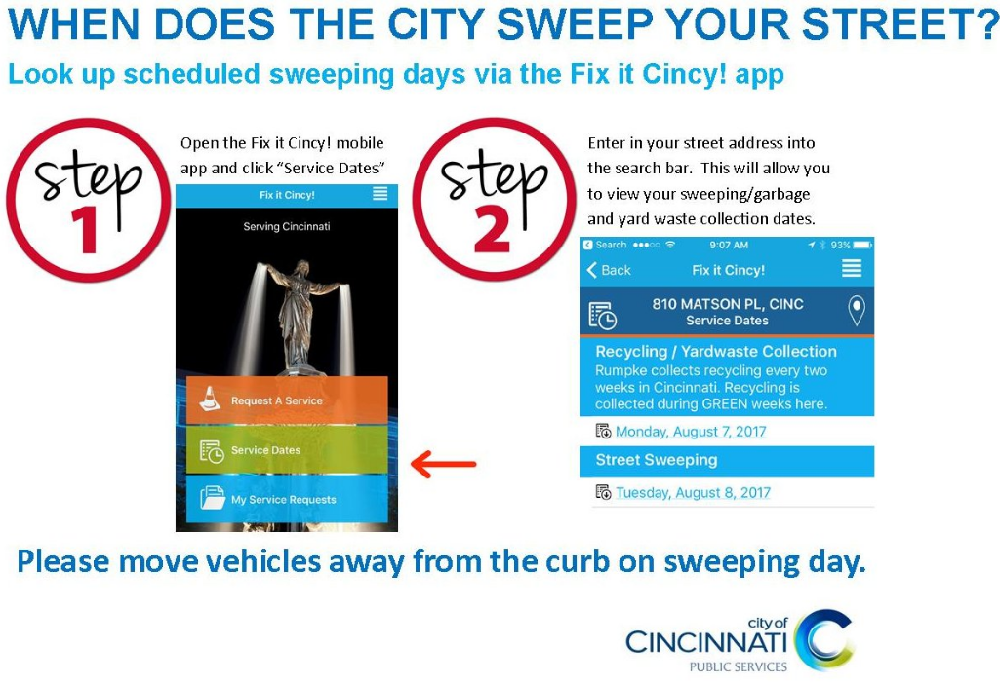 WHEN DOES THE CITY SWEEP YOUR STREET?
Look up scheduled sweeping days via the Fix it Cincy! app
step
1
Open the Fix it Cincy! mobile
app and click “Service Dates”
Fix it Cincy!
Serving Cincinnati
Request A Service
Service Dates
My Service Requests
step
2
Enter in your street address into
the search bar.  This will allow you
to view your sweeping/garbage
and yard waste collection dates.
Search 9:07 AM 93%
Back Fix it Cincy!
810 MATSON PL, CINC
Service Dates
Recycling / Yardwaste Collection
Rumpke collects recycling every two
weeks in Cincinnati. Recycling is
collected during GREEN weeks here.
Monday, August 7, 2017
Street Sweeping
Tuesday, August 8, 2017
Please move vehicles away from the curb on sweeping day.
city of
CINCINNATI
PUBLIC SERVICES